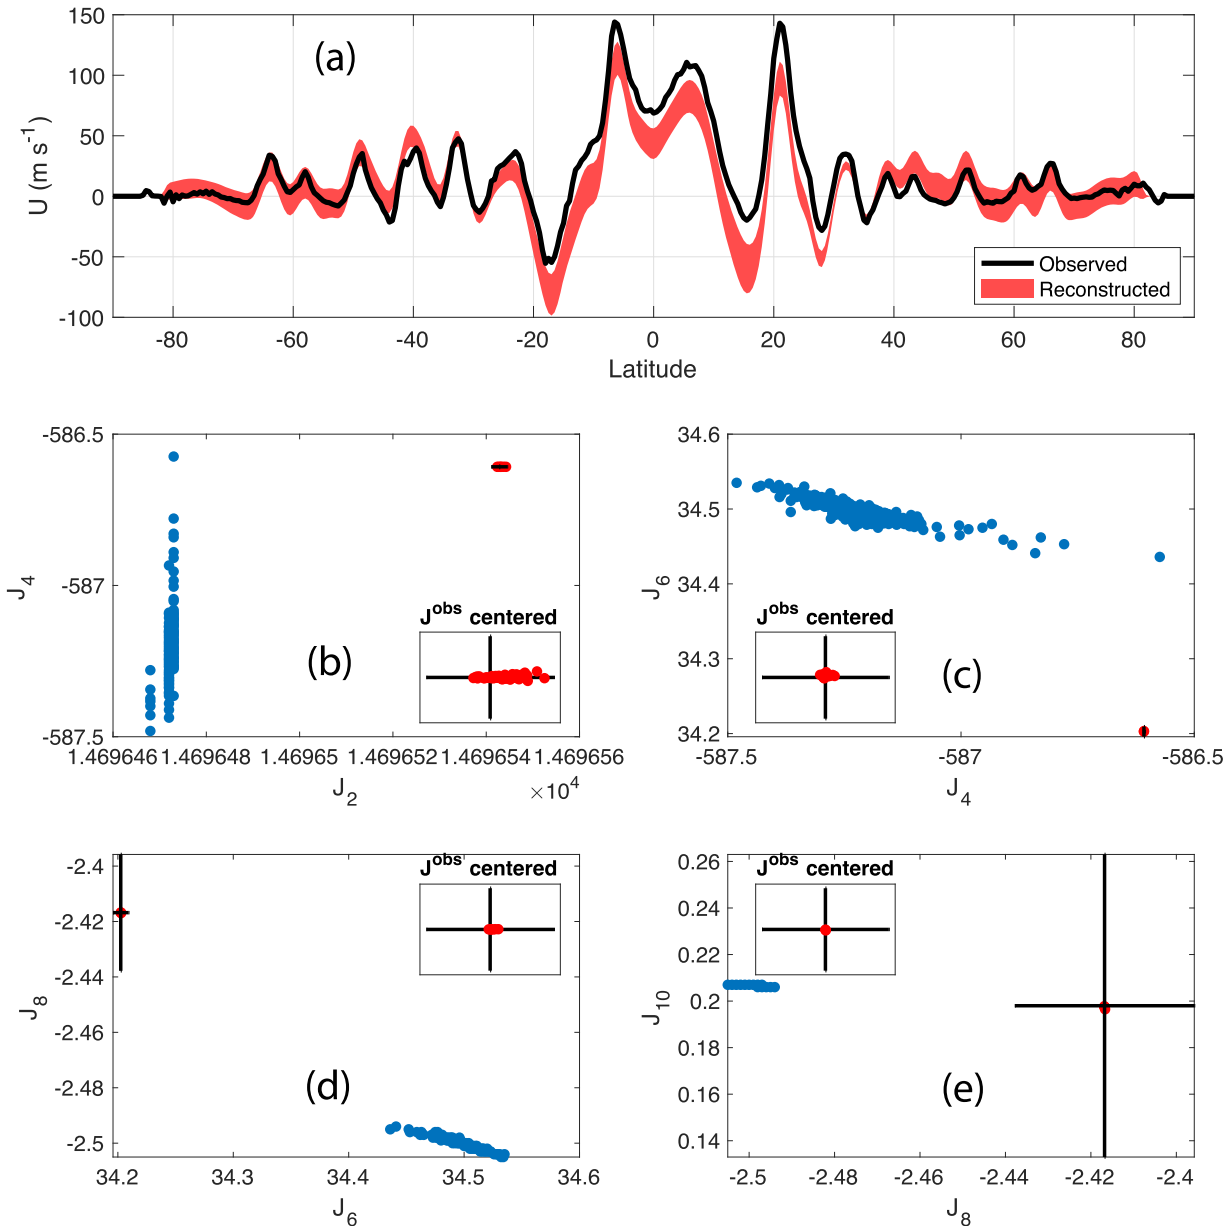 150
100
50
0
-50
-100
U (m s-1)
(a)
Observed
Reconstructed
-80 -60 -40 -20 0 20 40 60 80
Latitude
-586.5
-587
-587.5
J4
(b)
Jobs centered
1.469646 1.469648 1.46965 1.469652 1.469654 1.469656
J2
×10^4
34.6
34.5
34.4
34.3
34.2
J6
Jobs centered
(c)
-587.5 -587 -586.5
J4
-2.4
-2.42
-2.44
-2.46
-2.48
-2.5
J8
Jobs centered
(d)
34.2 34.3 34.4 34.5 34.6
J6
0.26
0.24
0.22
0.2
0.18
0.16
0.14
J10
Jobs centered
(e)
-2.5 -2.48 -2.46 -2.44 -2.42 -2.4
J8